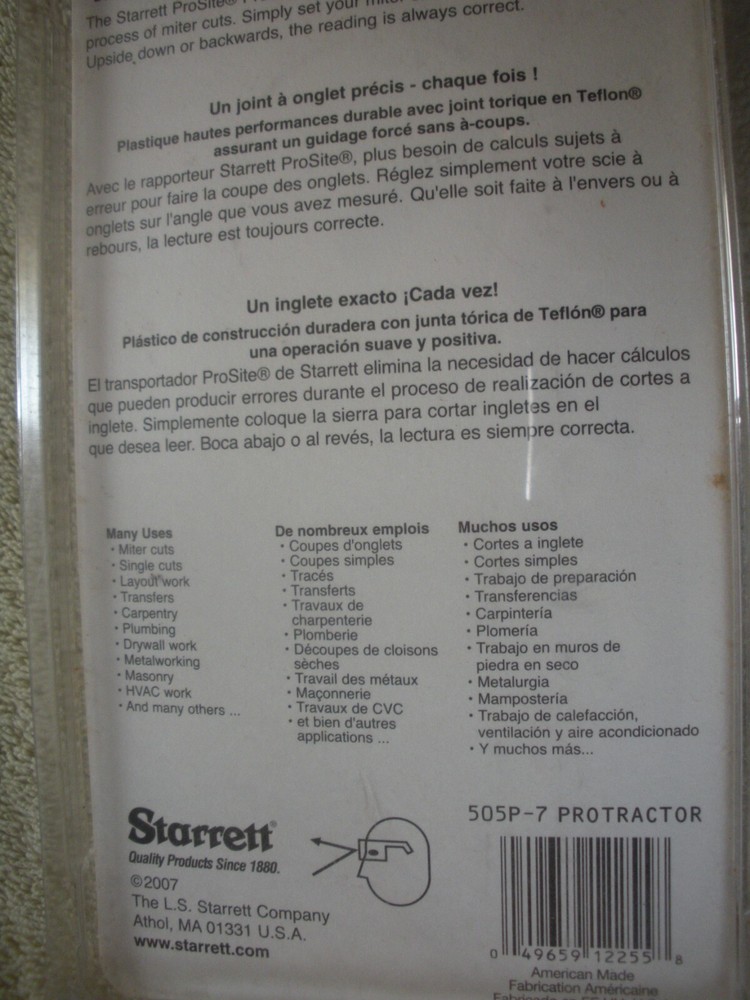 The Starrett ProSite®
process of miter cuts. Simply set your
Upside down or backwards, the reading is always correct.
Un joint à onglet précis - chaque fois !
Plastique hautes performances durable avec joint torique en Teflon®
assurant un guidage forcé sans à-coups.
Avec le rapporteur Starrett ProSite®, plus besoin de calculs sujets à
erreur pour faire la coupe des onglets. Réglez simplement votre scie à
onglets sur l'angle que vous avez mesuré. Qu'elle soit faite à l'envers ou à
rebours, la lecture est toujours correcte.
Un inglete exacto ¡Cada vez!
Plástico de construcción duradera con junta tórica de Teflón® para
una operación suave y positiva.
El transportador ProSite® de Starrett elimina la necesidad de hacer cálculos
que pueden producir errores durante el proceso de realización de cortes a
inglete. Simplemente coloque la sierra para cortar ingletes en el
que desea leer. Boca abajo o al revés, la lectura es siempre correcta.
Many Uses
• Miter cuts
• Single cuts
• Layout work
• Transfers
• Carpentry
• Plumbing
• Drywall work
• Metalworking
• Masonry
• HVAC work
• And many others ...
De nombreux emplois
• Coupes d'onglets
• Coupes simples
• Tracés
• Transferts
• Travaux de
charpenterie
• Plomberie
• Découpes de cloisons
sèches
• Travail des métaux
• Maçonnerie
• Travaux de CVC
• et bien d'autres
applications ...
Muchos usos
• Cortes a inglete
• Cortes simples
• Trabajo de preparación
• Transferencias
• Carpintería
• Plomería
• Trabajo en muros de
piedra en seco
• Metalurgia
• Mampostería
• Trabajo de calefacción,
ventilación y aire acondicionado
• Y muchos más...
Starrett®
Quality Products Since 1880.
©2007
The L.S. Starrett Company
Athol, MA 01331 U.S.A.
www.starrett.com
505P-7 PROTRACTOR
0 49659 12255 8
American Made
Fabrication Américaine